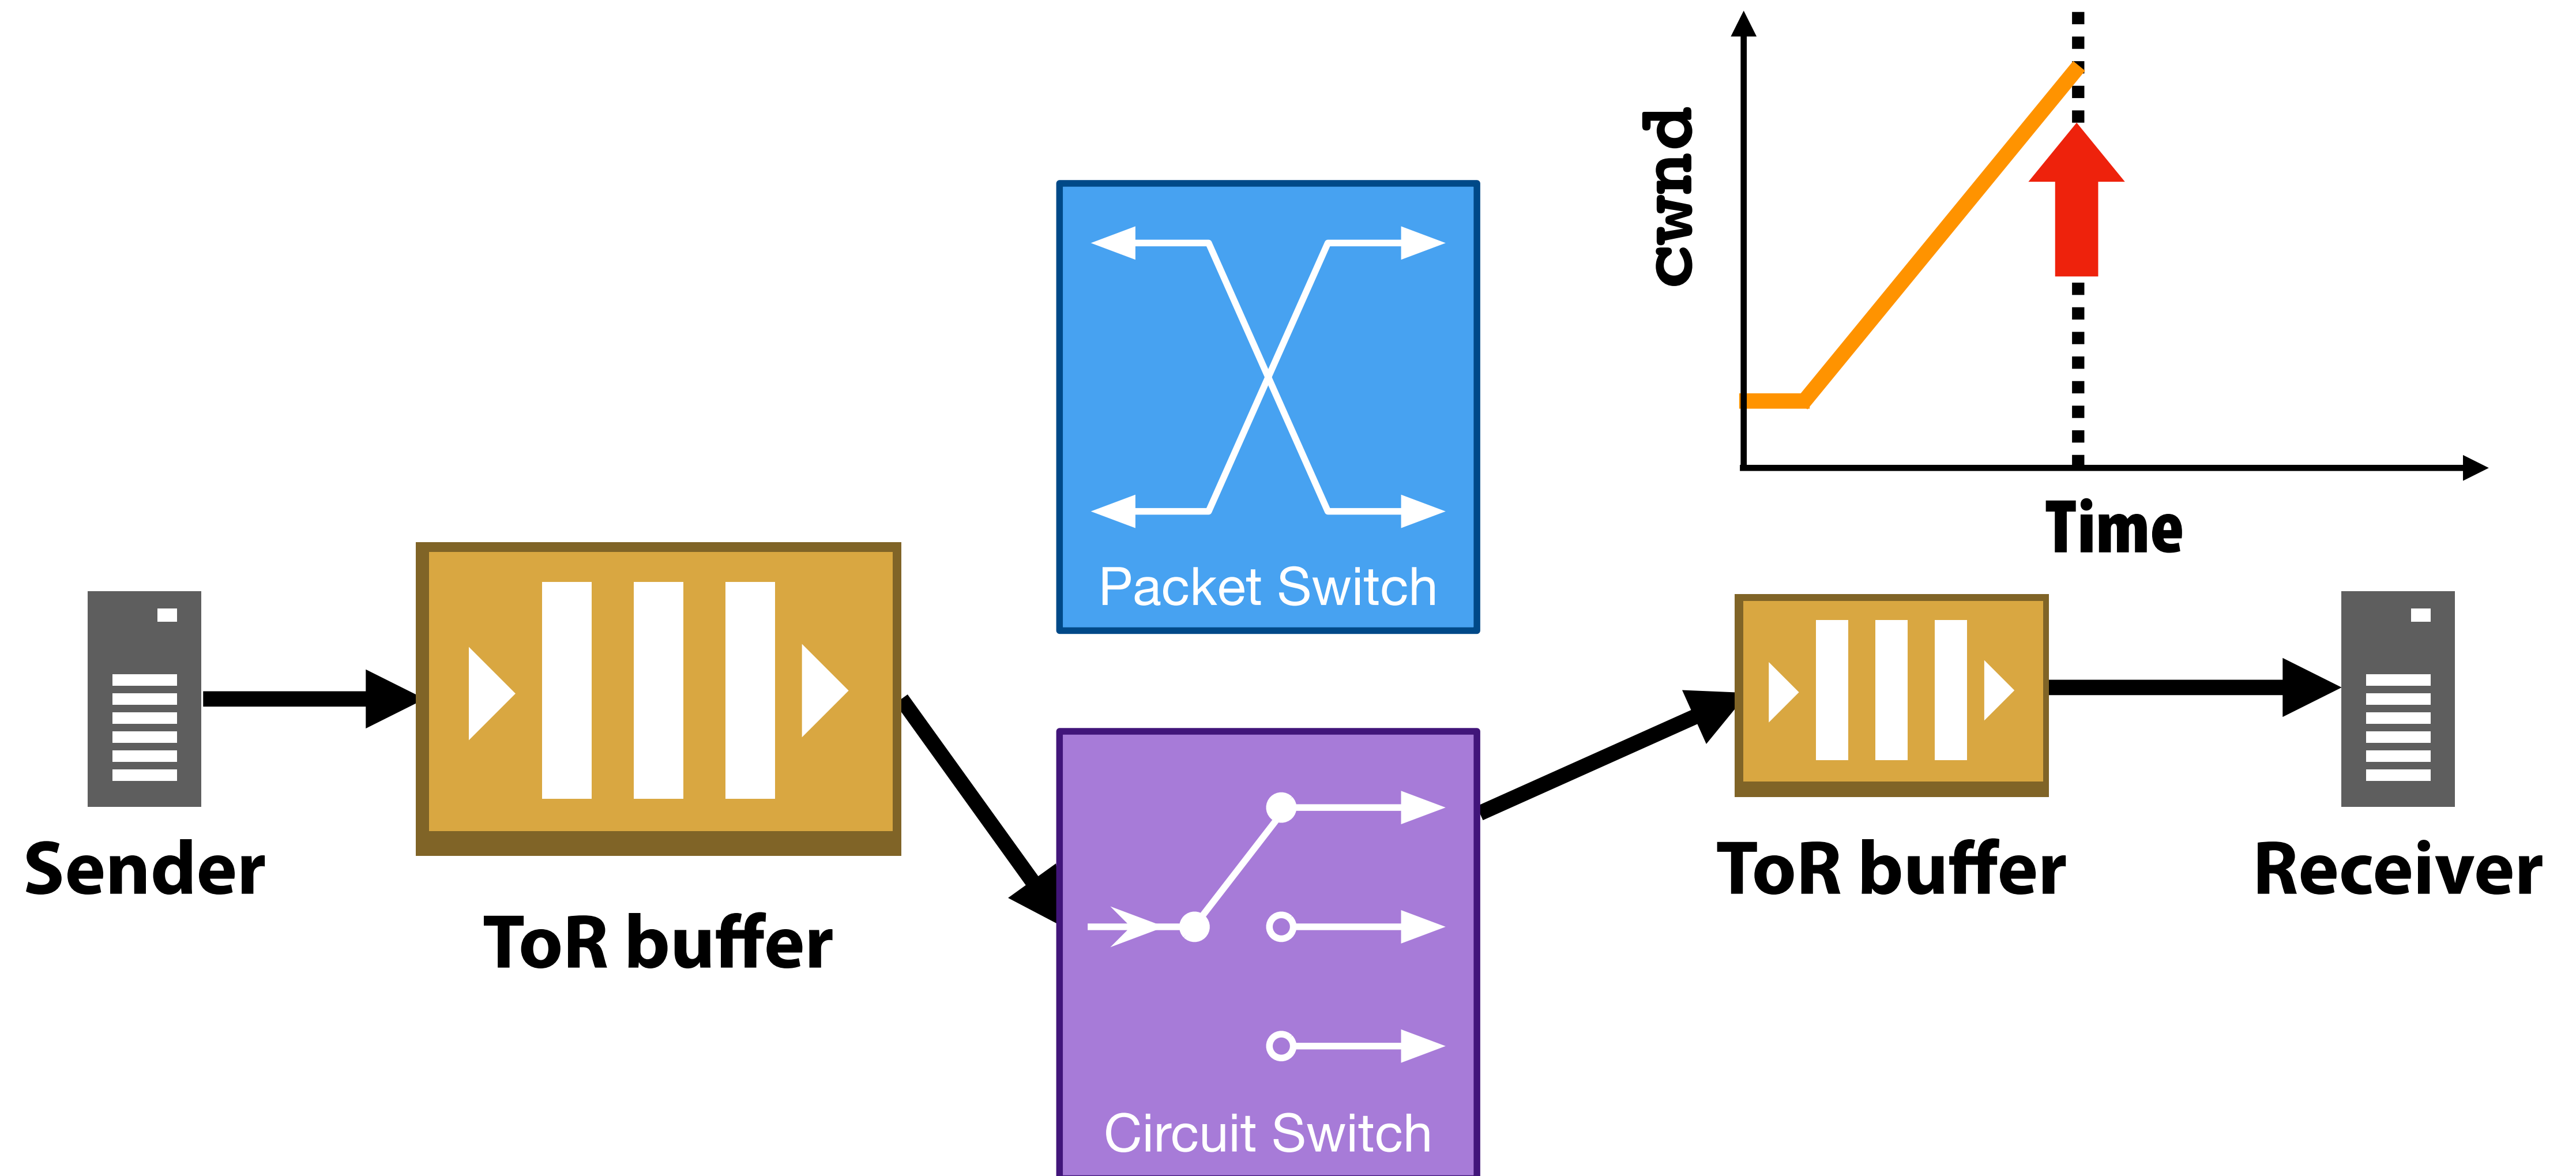 cwnd
Time
Packet Switch
Sender
ToR buffer
Circuit Switch
ToR buffer
Receiver